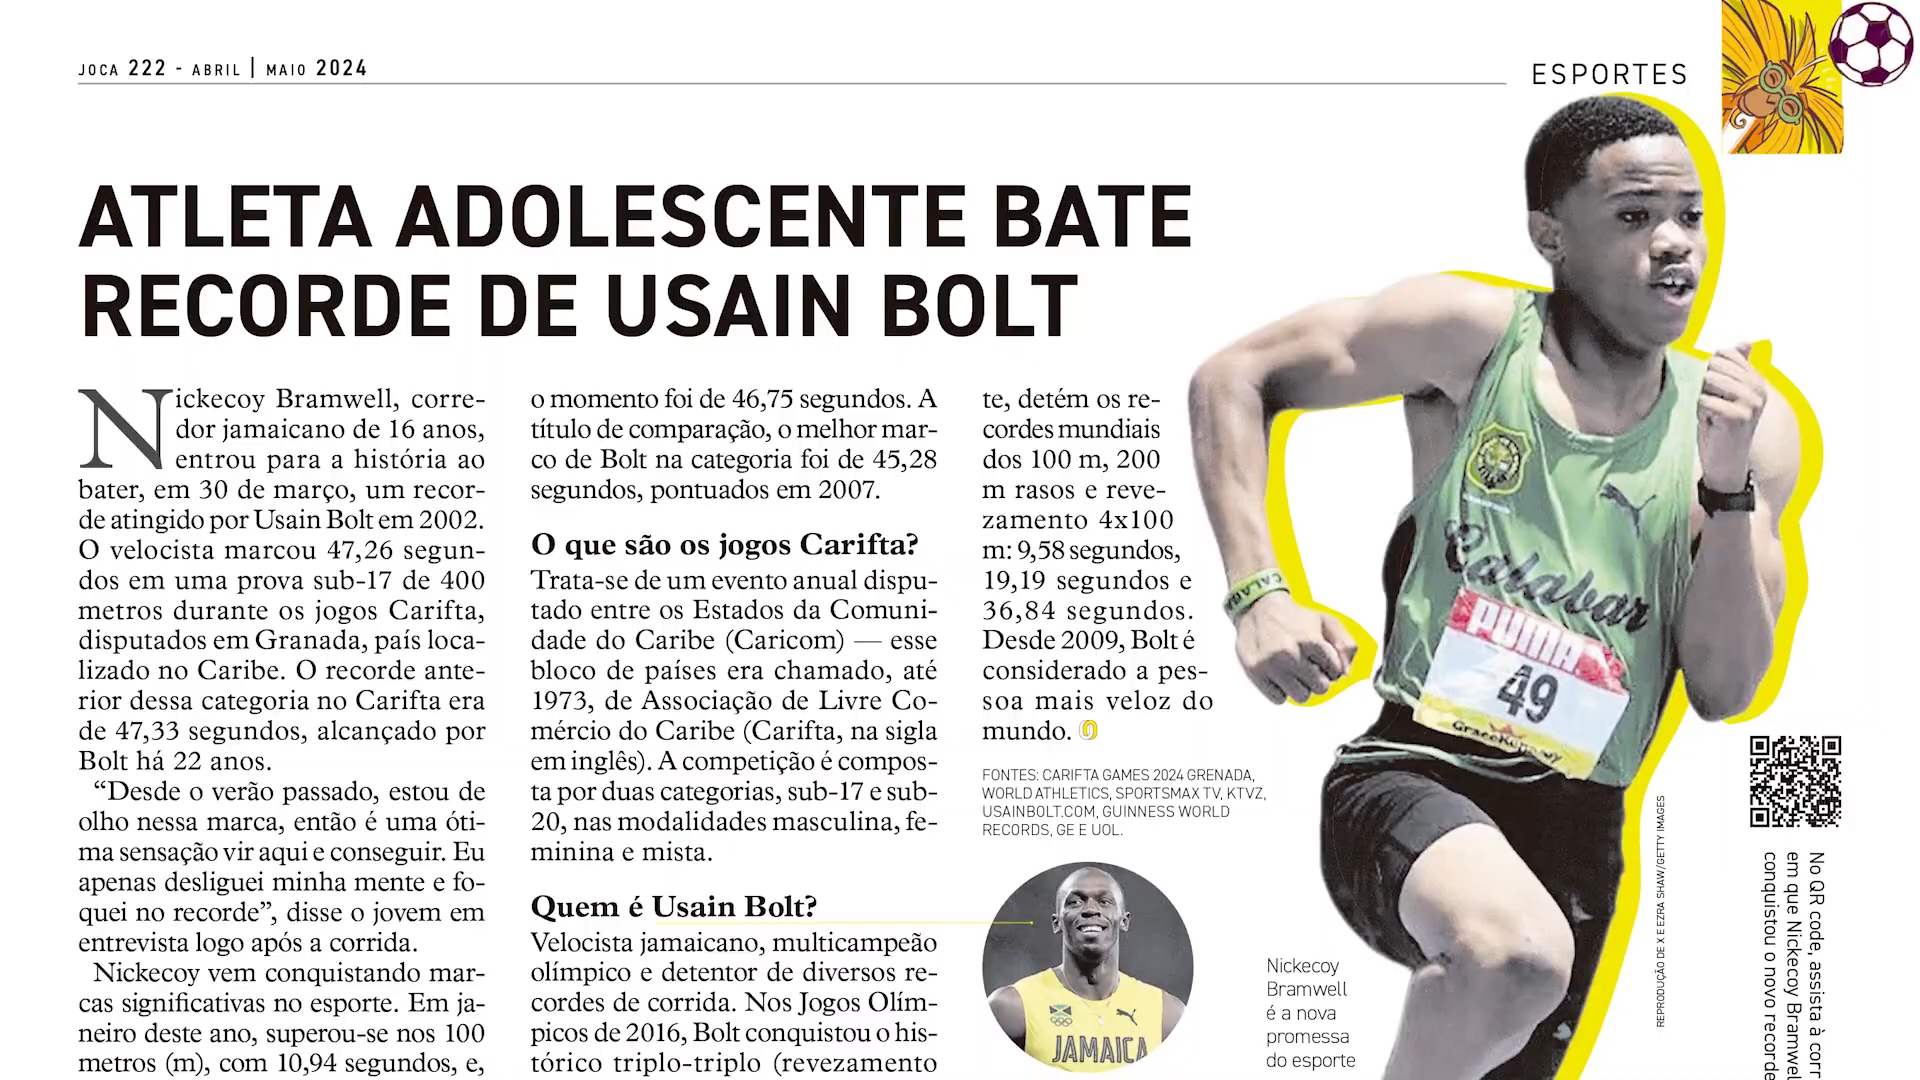 JOCA 222 - ABRIL | MAIO 2024
ESPORTES
ATLETA ADOLESCENTE BATE
RECORDE DE USAIN BOLT
Nickecoy Bramwell, corre-
dor jamaicano de 16 anos,
entrou para a história ao
bater, em 30 de março, um recor-
de atingido por Usain Bolt em 2002.
O velocista marcou 47,26 segun-
dos em uma prova sub-17 de 400
metros durante os jogos Carifta,
disputados em Granada, país loca-
lizado no Caribe. O recorde ante-
rior dessa categoria no Carifta era
de 47,33 segundos, alcançado por
Bolt há 22 anos.
“Desde o verão passado, estou de
olho nessa marca, então é uma óti-
ma sensação vir aqui e conseguir. Eu
apenas desliguei minha mente e fo-
quei no recorde”, disse o jovem em
entrevista logo após a corrida.
Nickecoy vem conquistando mar-
cas significativas no esporte. Em ja-
neiro deste ano, superou-se nos 100
metros (m), com 10,94 segundos, e,
o momento foi de 46,75 segundos. A
título de comparação, o melhor mar-
co de Bolt na categoria foi de 45,28
segundos, pontuados em 2007.
O que são os jogos Carifta?
Trata-se de um evento anual dispu-
tado entre os Estados da Comuni-
dade do Caribe (Caricom) — esse
bloco de países era chamado, até
1973, de Associação de Livre Co-
mércio do Caribe (Carifta, na sigla
em inglês). A competição é compos-
ta por duas categorias, sub-17 e sub-
20, nas modalidades masculina, fe-
minina e mista.
Quem é Usain Bolt?
Velocista jamaicano, multicampeão
olímpico e detentor de diversos re-
cordes de corrida. Nos Jogos Olím-
picos de 2016, Bolt conquistou o his-
tórico triplo-triplo (revezamento
te, detém os re-
cordes mundiais
dos 100 m, 200
m rasos e reve-
zamento 4x100
m: 9,58 segundos,
19,19 segundos e
36,84 segundos.
Desde 2009, Bolt é
considerado a pes-
soa mais veloz do
mundo.
FONTES: CARIFTA GAMES 2024 GRENADA,
WORLD ATHLETICS, SPORTSMAX TV, KTVZ,
USAINBOLT.COM, GUINNESS WORLD
RECORDS, GE E UOL.
JAMAICA
Calabar
PUMA
49
GraceKennedy
CALABA
Nickecoy
Bramwell
é a nova
promessa
do esporte
REPRODUÇÃO DE X E EZRA SHAW/GETTY IMAGES
No QR code, assista à corr
em que Nickecoy Bramwel
conquistou o novo recorde